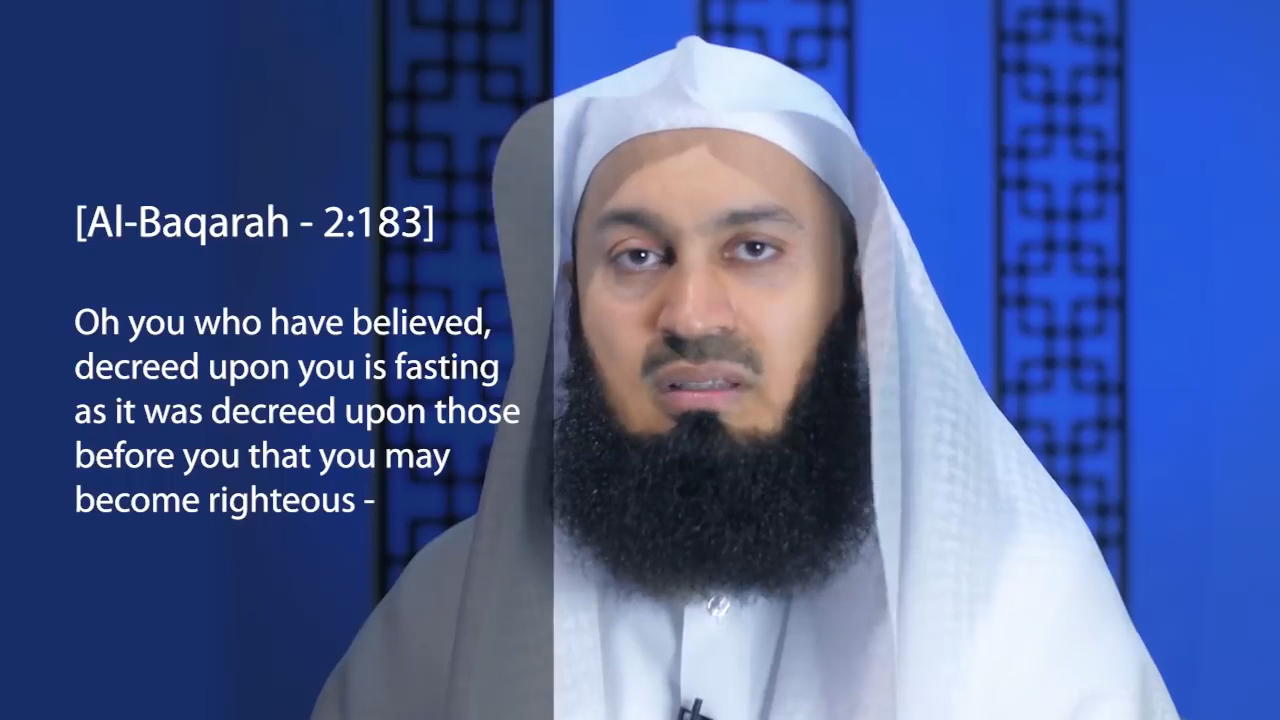 [Al-Baqarah - 2:183]
Oh you who have believed,
decreed upon you is fasting
as it was decreed upon those
before you that you may
become righteous -